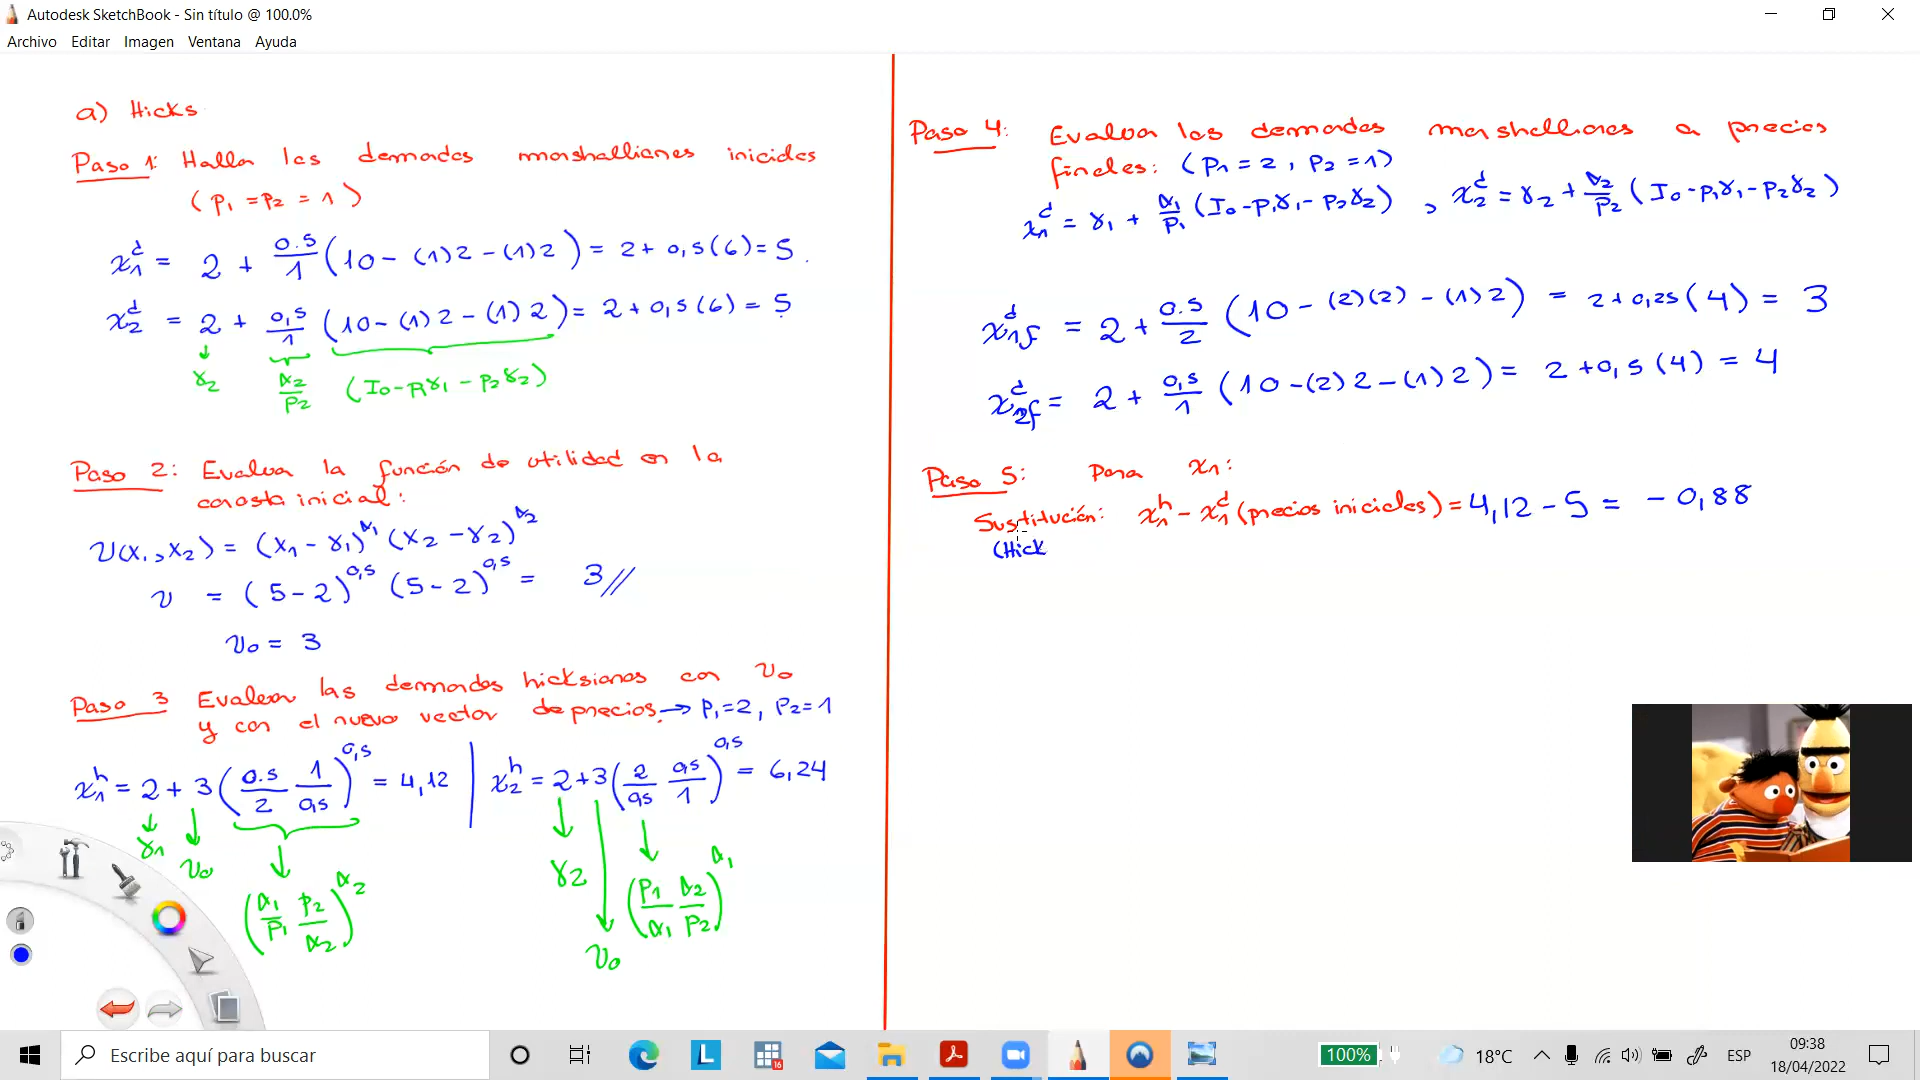 Autodesk SketchBook - Sin título @ 100.0%
Archivo Editar Imagen Ventana Ayuda
a) Hicks
Paso 1: Halla las demandas marshallianas iniciales
(p₁ = p₂ = 1)
x₁ᵈ = 2 + 0.5/1 (10 - (1)2 - (1)2) = 2 + 0,5(6) = 5.
x₂ᵈ = 2 + 0,5/1 (10 - (1)2 - (1)2) = 2 + 0,5(6) = 5
γ₂ α₂/p₂ (I₀ - p₁γ₁ - p₂γ₂)
Paso 2: Evalua la función de utilidad en la
canasta inicial:
U(x₁, x₂) = (x₁ - γ₁)^α₁ (x₂ - γ₂)^α₂
v = (5 - 2)^0,5 (5 - 2)^0,5 = 3//
v₀ = 3
Paso 3 Evaluar las demandas hicksianas con v₀
y con el nuevo vector de precios. → p₁=2, p₂=1
x₁ʰ = 2 + 3 (0.5/2 1/0,5)^0,5 = 4,12
x₂ʰ = 2 + 3 (2/0,5 0,5/1)^0,5 = 6,24
γ₁ v₀ (α₁/p₁ p₂/α₂)^α₂
γ₂ v₀ (p₁/α₁ α₂/p₂)^α₁
Paso 4: Evalua las demandas marshallianas a precios
finales: (p₁ = 2, p₂ = 1)
x₁ᵈ = γ₁ + α₁/p₁ (I₀ - p₁γ₁ - p₂γ₂) , x₂ᵈ = γ₂ + α₂/p₂ (I₀ - p₁γ₁ - p₂γ₂)
x₁fᵈ = 2 + 0.5/2 (10 - (2)(2) - (1)2) = 2 + 0,25(4) = 3
x₂fᵈ = 2 + 0,5/1 (10 - (2)2 - (1)2) = 2 + 0,5(4) = 4
Paso 5: Para x₁:
Sustitución: x₁ʰ - x₁ᵈ (precios iniciales) = 4,12 - 5 = - 0,88
(Hick
Escribe aquí para buscar
L
16
100%
18°C
ESP
09:38
18/04/2022